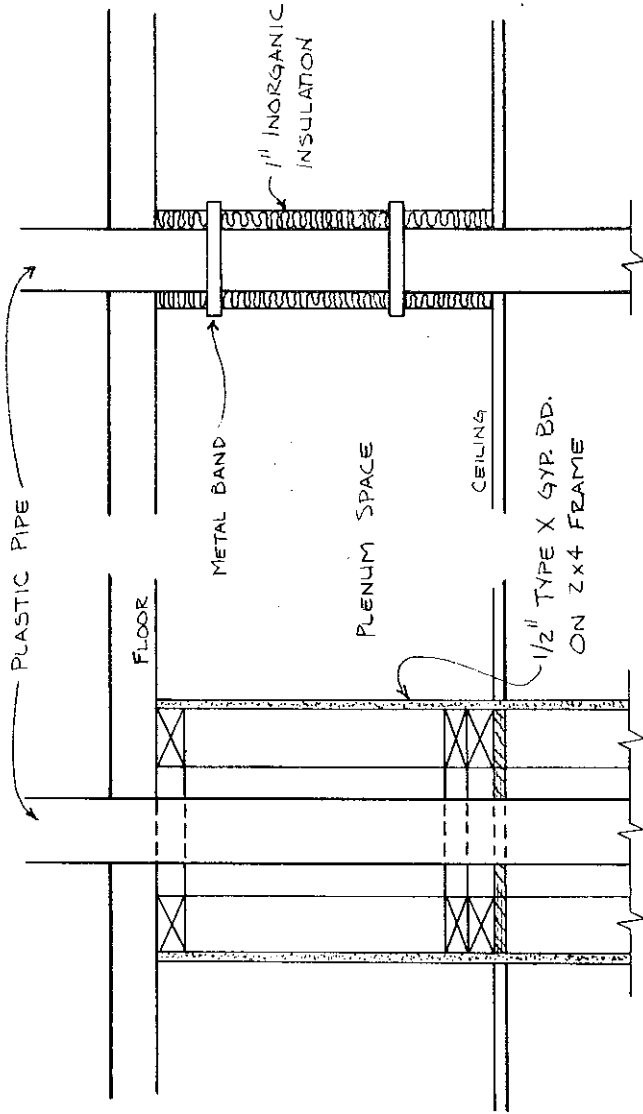 PLASTIC PIPE
FLOOR
METAL BAND
1" INORGANIC
INSULATION
PLENUM SPACE
CEILING
1/2" TYPE X GYP. BD.
ON 2x4 FRAME